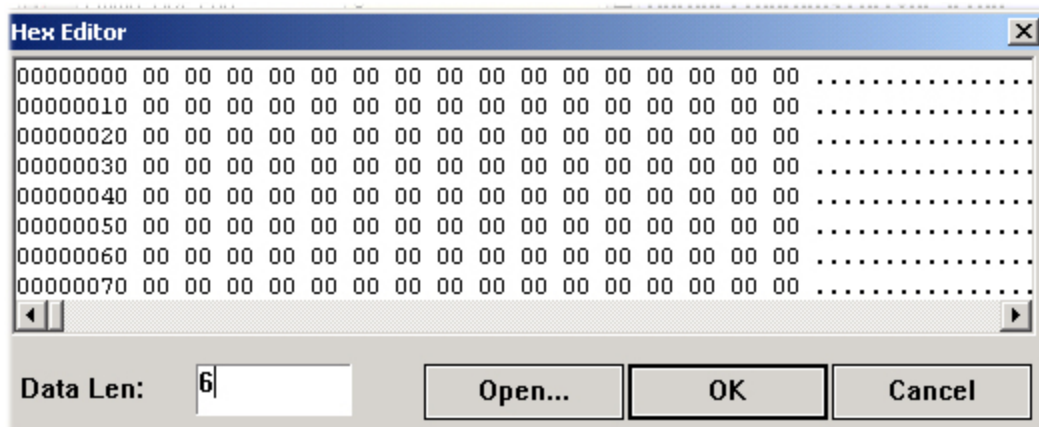 Hex Editor
00000000 00 00 00 00 00 00 00 00 00 00 00 00 00 00 00 00 ................
00000010 00 00 00 00 00 00 00 00 00 00 00 00 00 00 00 00 ................
00000020 00 00 00 00 00 00 00 00 00 00 00 00 00 00 00 00 ................
00000030 00 00 00 00 00 00 00 00 00 00 00 00 00 00 00 00 ................
00000040 00 00 00 00 00 00 00 00 00 00 00 00 00 00 00 00 ................
00000050 00 00 00 00 00 00 00 00 00 00 00 00 00 00 00 00 ................
00000060 00 00 00 00 00 00 00 00 00 00 00 00 00 00 00 00 ................
00000070 00 00 00 00 00 00 00 00 00 00 00 00 00 00 00 00 ................
Data Len: 6 Open... OK Cancel